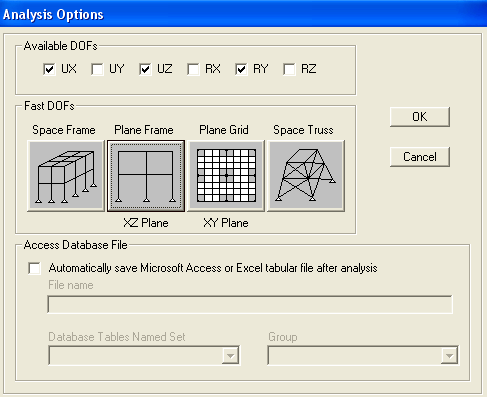 Analysis Options
Available DOFs
UX UY UZ RX RY RZ
Fast DOFs
Space Frame Plane Frame Plane Grid Space Truss
OK
Cancel
XZ Plane XY Plane
Access Database File
Automatically save Microsoft Access or Excel tabular file after analysis
File name
Database Tables Named Set Group